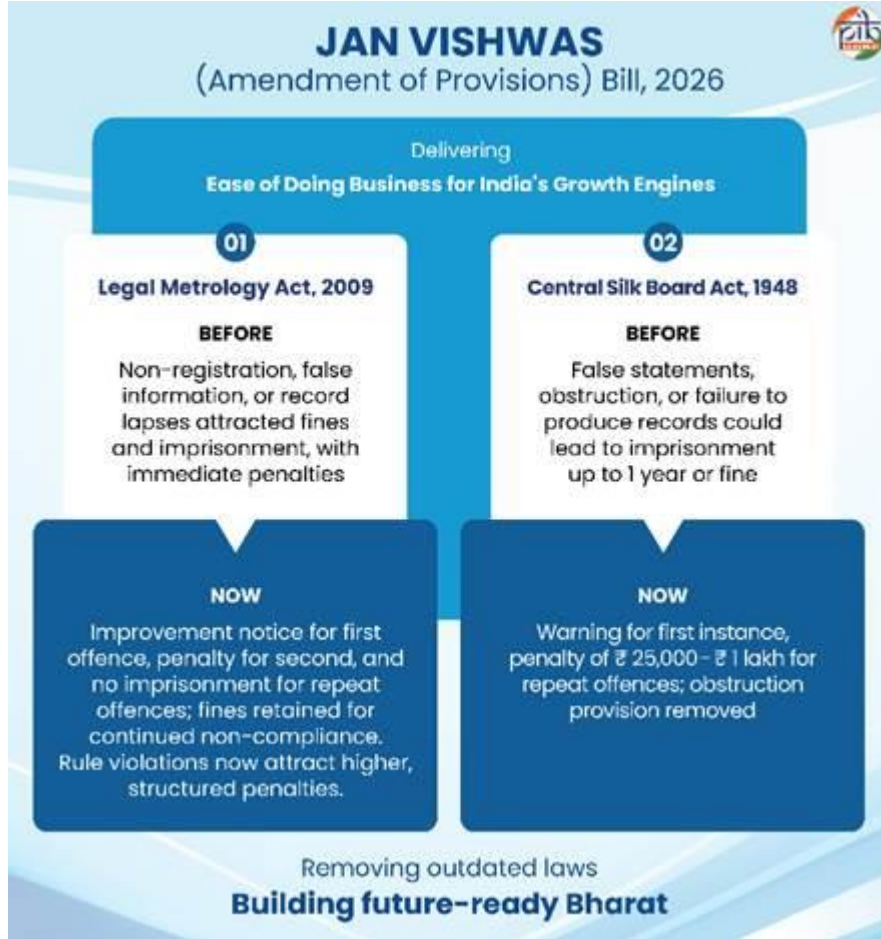 JAN VISHWAS
(Amendment of Provisions) Bill, 2026
pib
Delivering
Ease of Doing Business for India's Growth Engines
01
Legal Metrology Act, 2009
BEFORE
Non-registration, false
information, or record
lapses attracted fines
and imprisonment, with
immediate penalties
NOW
Improvement notice for first
offence, penalty for second, and
no imprisonment for repeat
offences; fines retained for
continued non-compliance.
Rule violations now attract higher,
structured penalties.
02
Central Silk Board Act, 1948
BEFORE
False statements,
obstruction, or failure to
produce records could
lead to imprisonment
up to 1 year or fine
NOW
Warning for first instance,
penalty of ₹ 25,000 - ₹ 1 lakh for
repeat offences; obstruction
provision removed
Removing outdated laws
Building future-ready Bharat